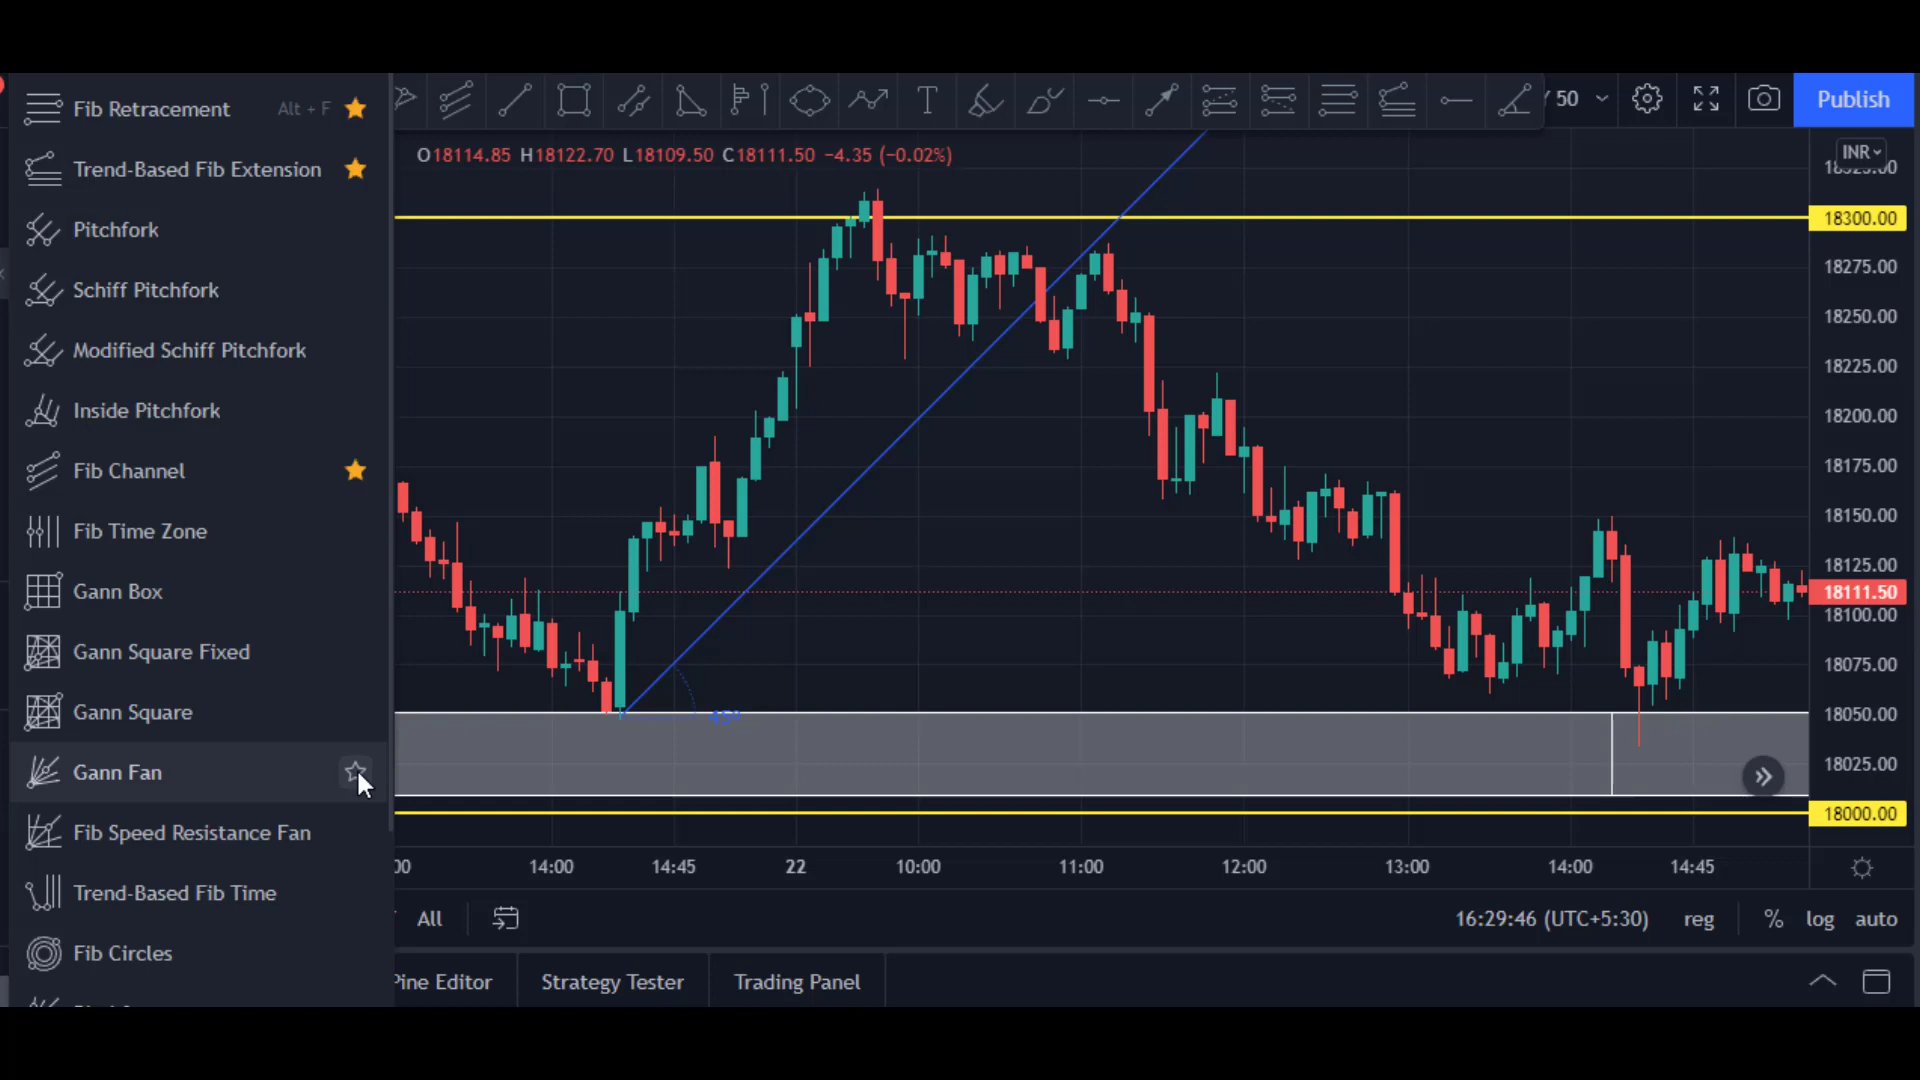 Fib Retracement Alt + F
Trend-Based Fib Extension
Pitchfork
Schiff Pitchfork
Modified Schiff Pitchfork
Inside Pitchfork
Fib Channel
Fib Time Zone
Gann Box
Gann Square Fixed
Gann Square
Gann Fan
Fib Speed Resistance Fan
Trend-Based Fib Time
Fib Circles
T
50
Publish
O18114.85 H18122.70 L18109.50 C18111.50 −4.35 (−0.02%)
INR
18300.00
18275.00
18250.00
18225.00
18200.00
18175.00
18150.00
18125.00
18111.50
18100.00
18075.00
18050.00
18025.00
18000.00
45°
00 14:00 14:45 22 10:00 11:00 12:00 13:00 14:00 14:45
All
16:29:46 (UTC+5:30) reg % log auto
Pine Editor Strategy Tester Trading Panel